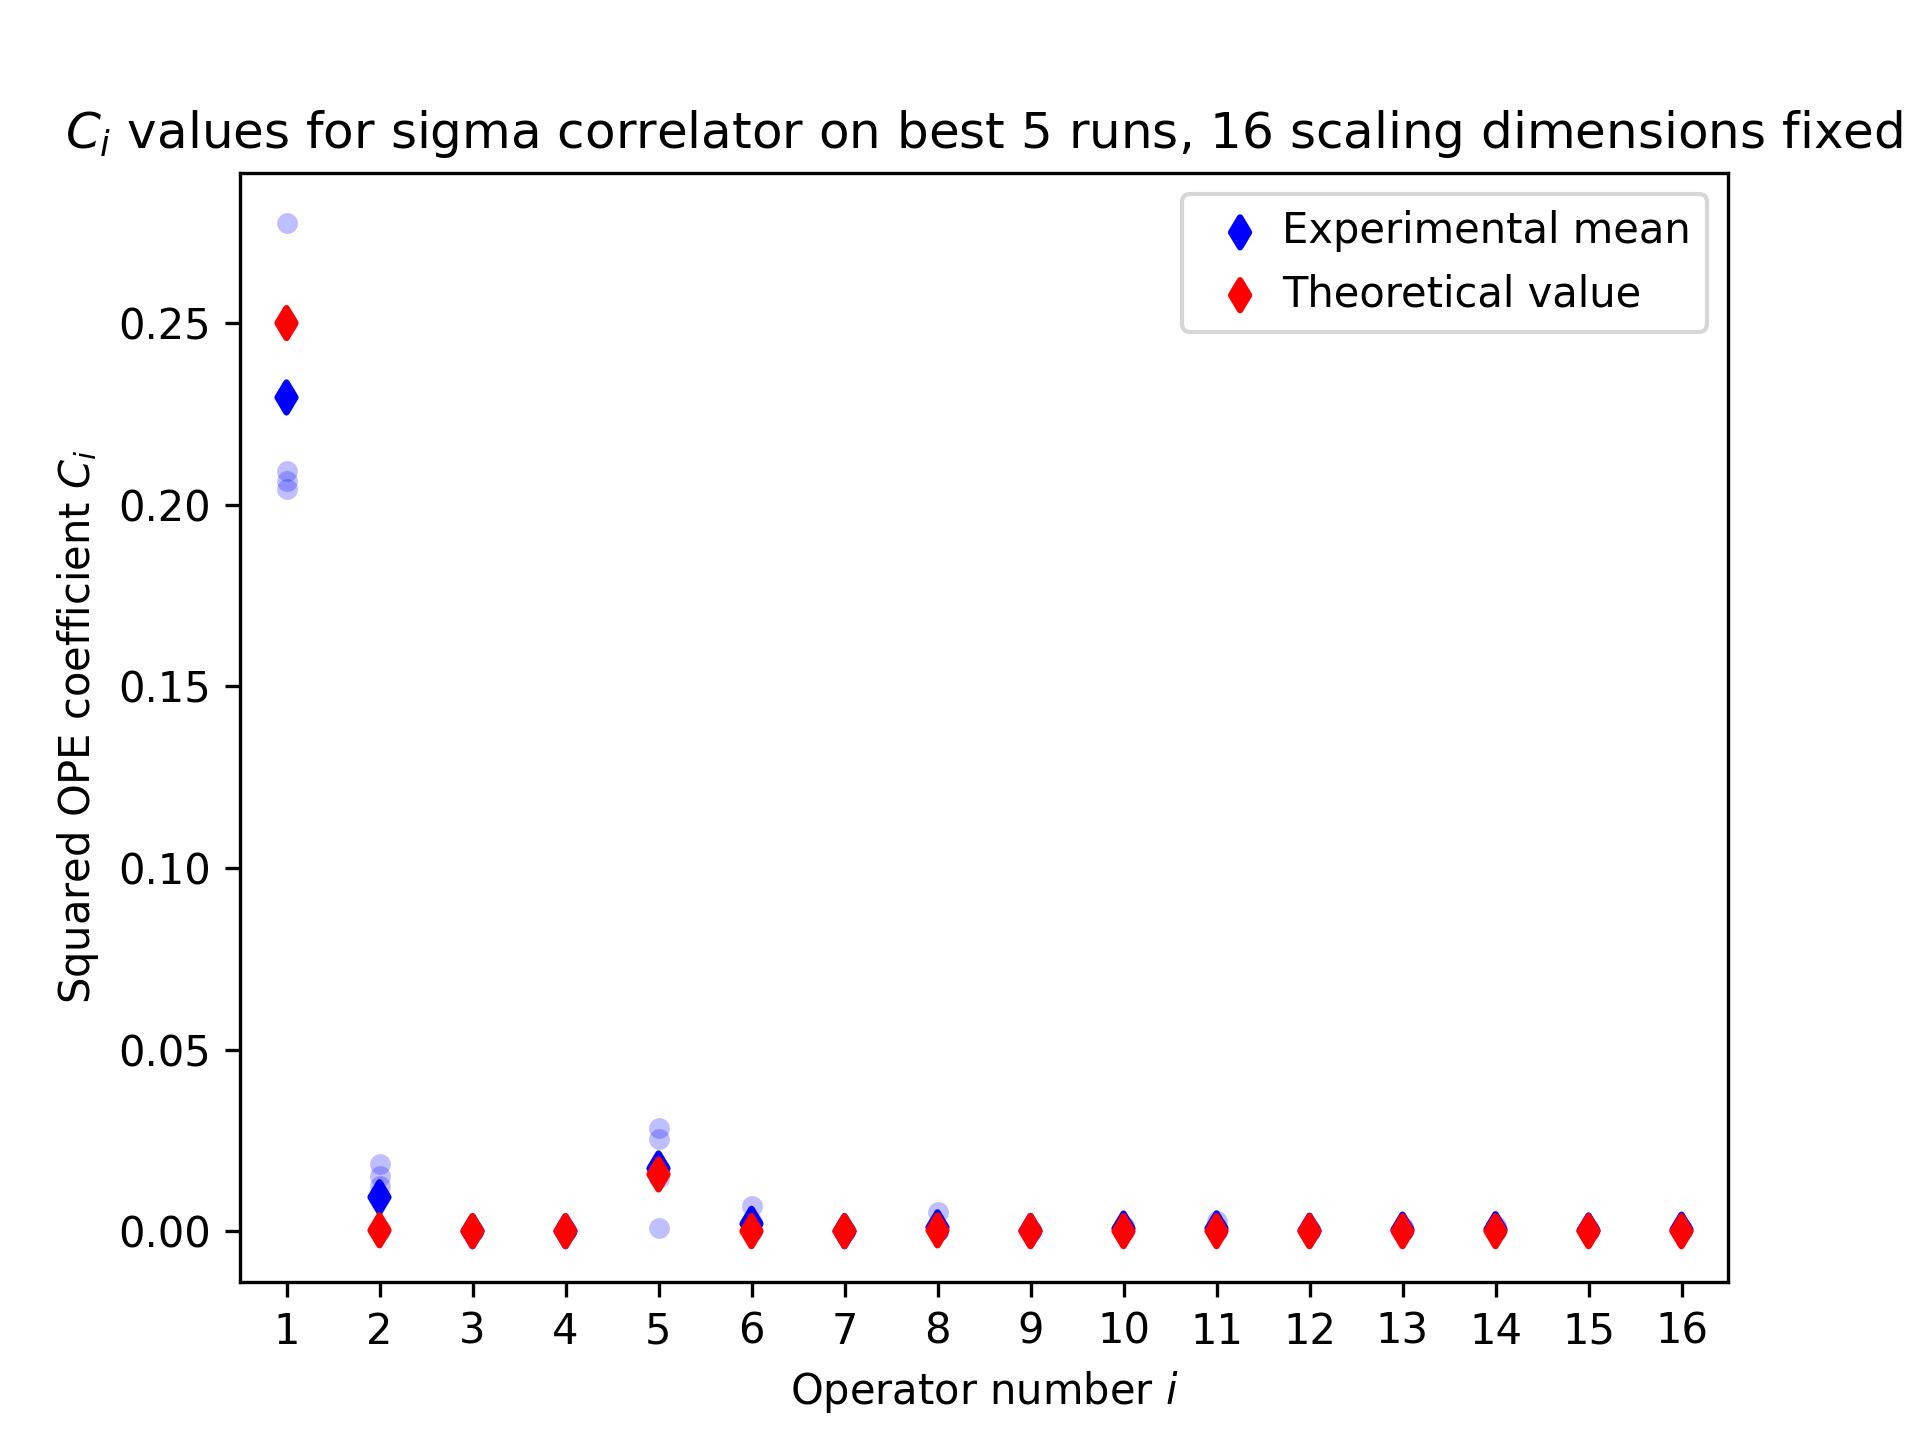 C_i values for sigma correlator on best 5 runs, 16 scaling dimensions fixed
Experimental mean
Theoretical value
Squared OPE coefficient C_i
0.25
0.20
0.15
0.10
0.05
0.00
1 2 3 4 5 6 7 8 9 10 11 12 13 14 15 16
Operator number i